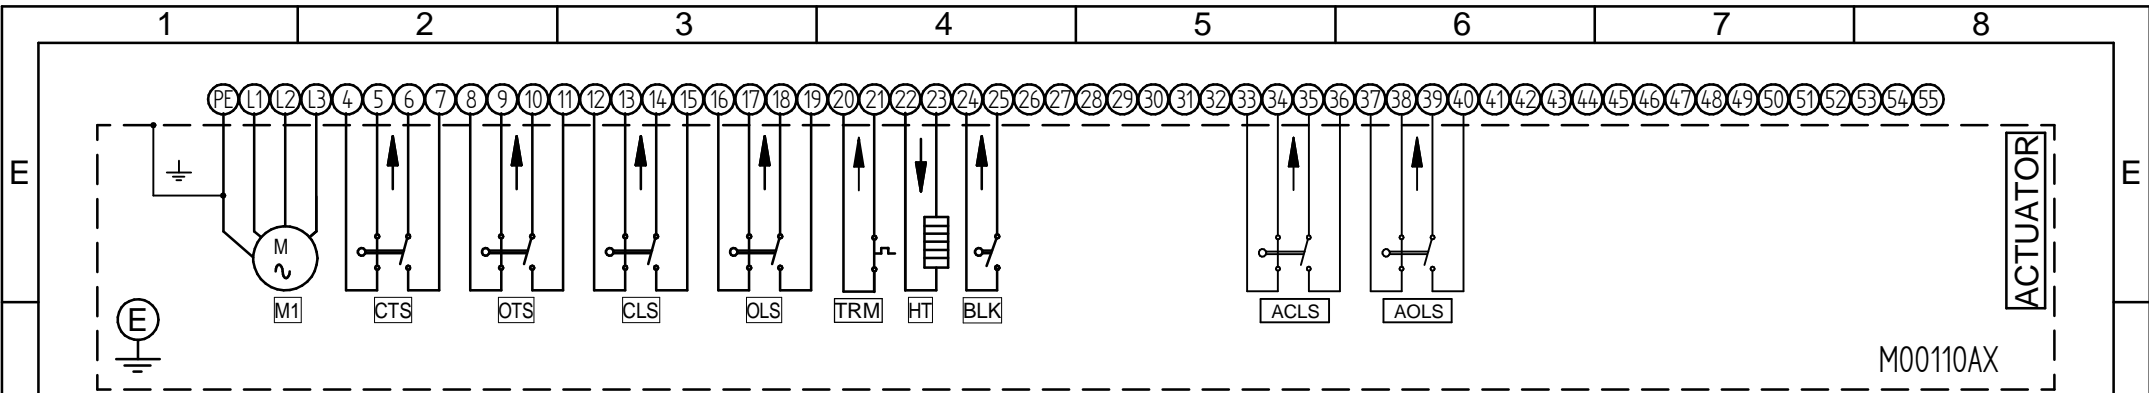 1 2 3 4 5 6 7 8
PE L1 L2 L3 4 5 6 7 8 9 10 11 12 13 14 15 16 17 18 19 20 21 22 23 24 25 26 27 28 29 30 31 32 33 34 35 36 37 38 39 40 41 42 43 44 45 46 47 48 49 50 51 52 53 54 55
E E
ACTUATOR
M
M1 CTS OTS CLS OLS TRM HT BLK ACLS AOLS
E
M00110AX